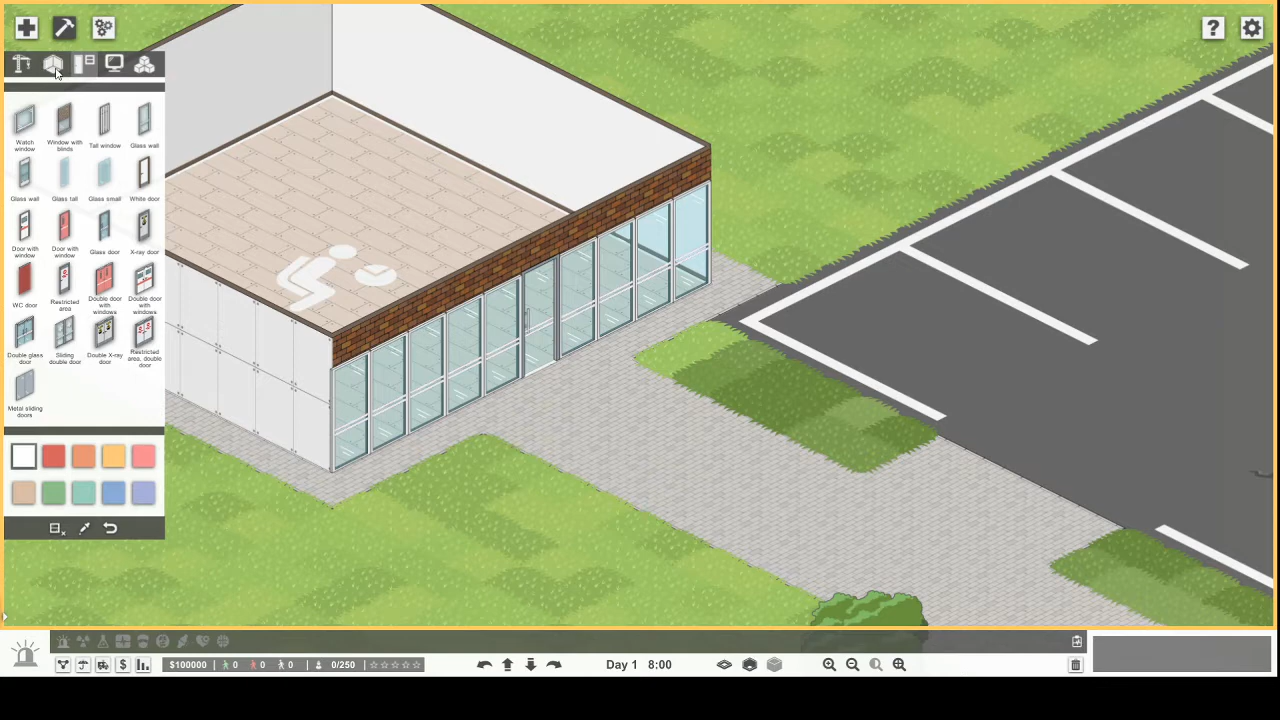 Watch window
Window with blinds
Tall window
Glass wall
Glass wall
Glass tall
Glass small
White door
Door with window
Door with window
Glass door
X-ray door
WC door
Restricted area
Double door with windows
Double door with windows
Double glass door
Sliding double door
Double X-ray door
Restricted area, double door
Metal sliding doors
$100000
0
0
0
0/250
Day 1 8:00